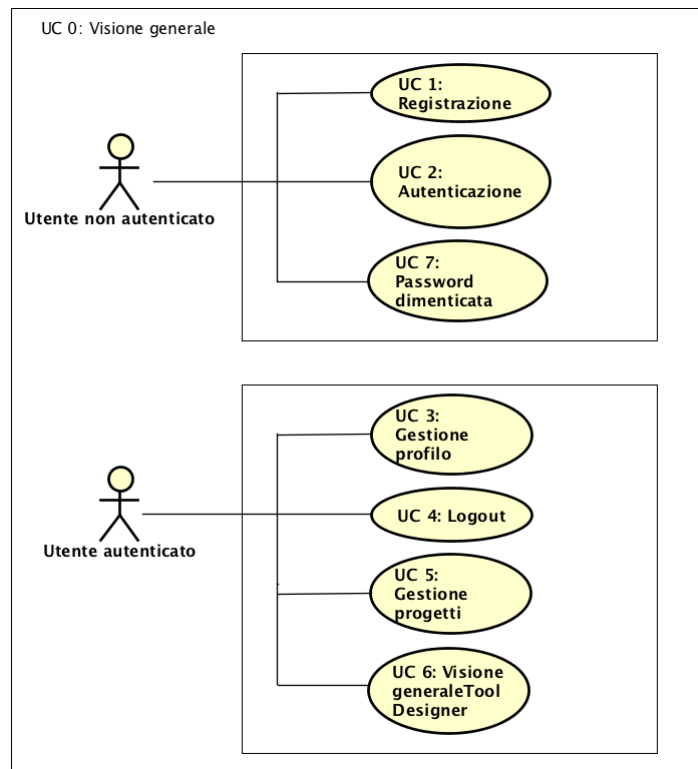 UC 0: Visione generale
UC 1:
Registrazione
UC 2:
Autenticazione
Utente non autenticato
UC 7:
Password
dimenticata
UC 3:
Gestione
profilo
UC 4: Logout
Utente autenticato
UC 5:
Gestione
progetti
UC 6: Visione
generaleTool
Designer